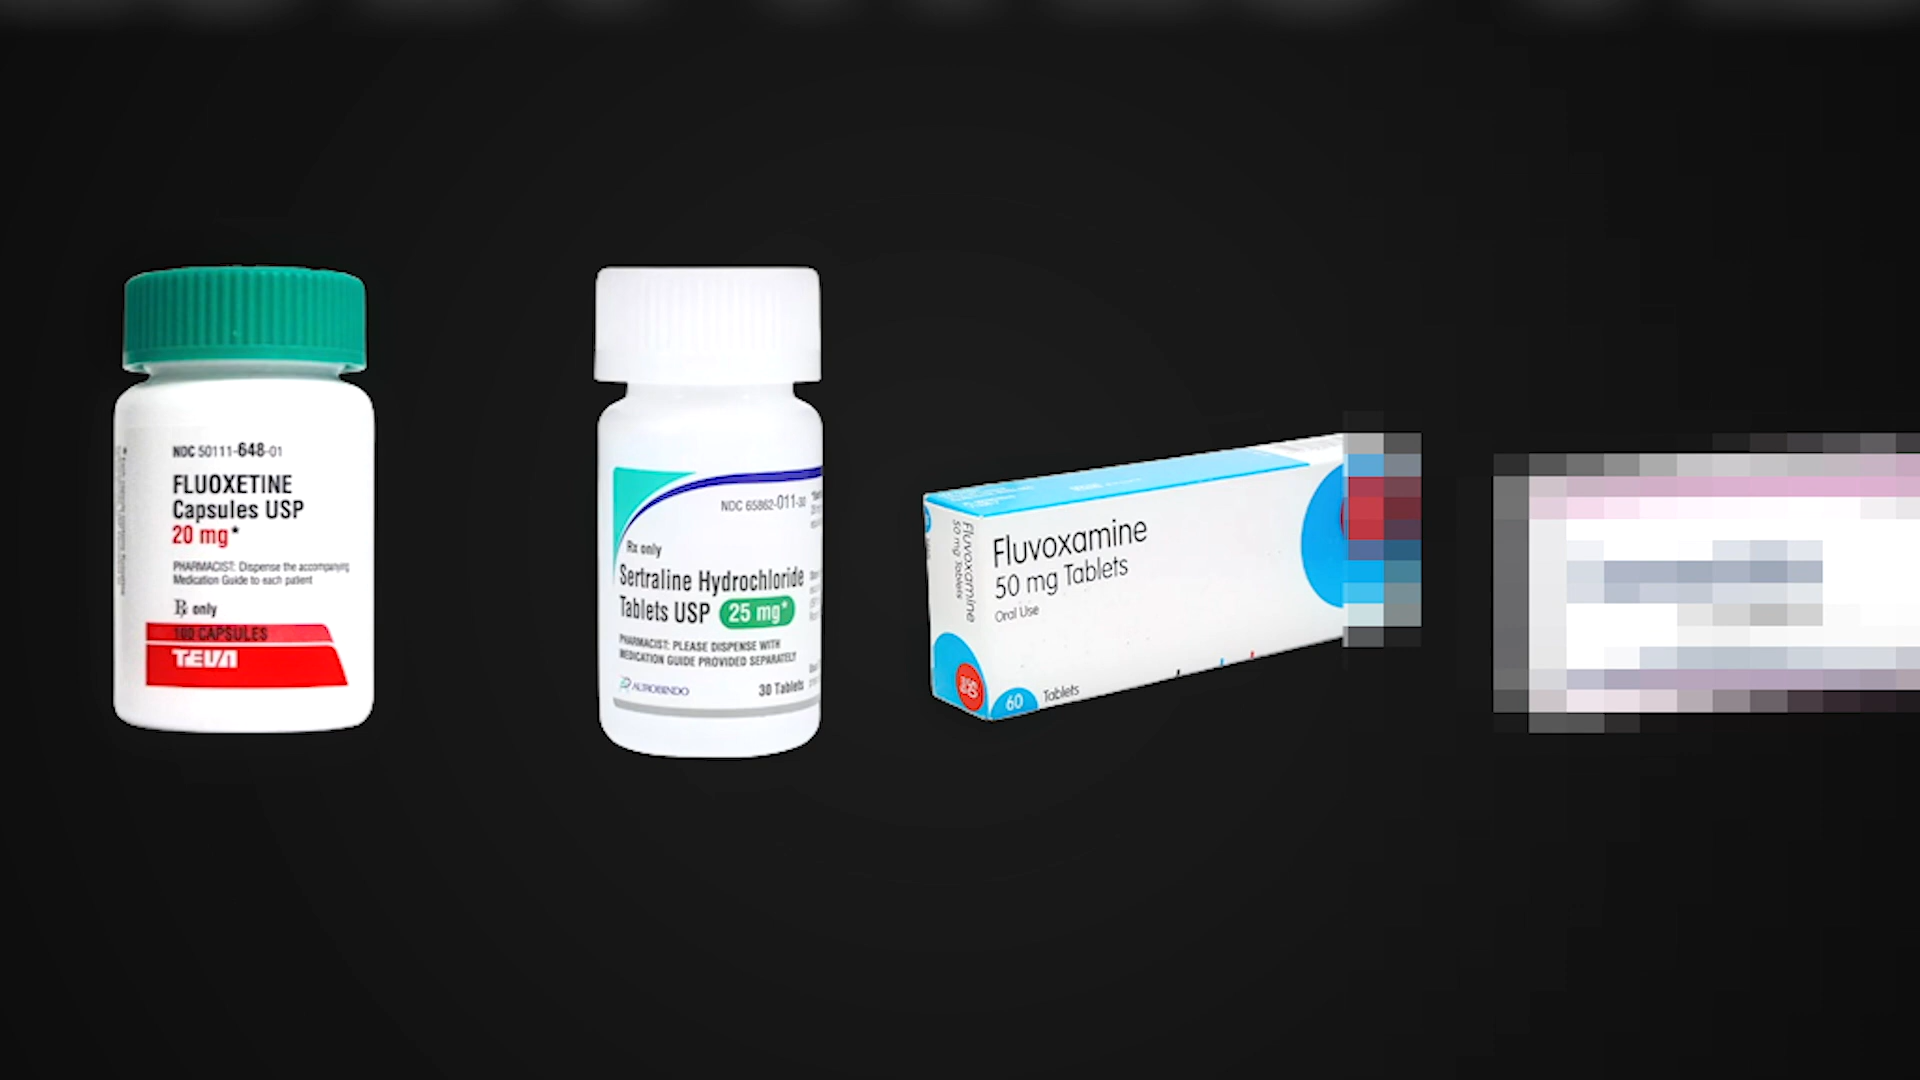 NDC 50111-648-01
FLUOXETINE
Capsules USP
20 mg*
PHARMACIST: Dispense the accompanying
Medication Guide to each patient
℞ only
100 CAPSULES
TEVA
NDC 65862-011-30
Rx only
Sertraline Hydrochloride
Tablets USP 25 mg*
PHARMACIST: PLEASE DISPENSE WITH
MEDICATION GUIDE PROVIDED SEPARATELY
AUROBINDO
30 Tablets
Fluvoxamine
50 mg Tablets
Fluvoxamine
50 mg Tablets
Oral Use
60 Tablets